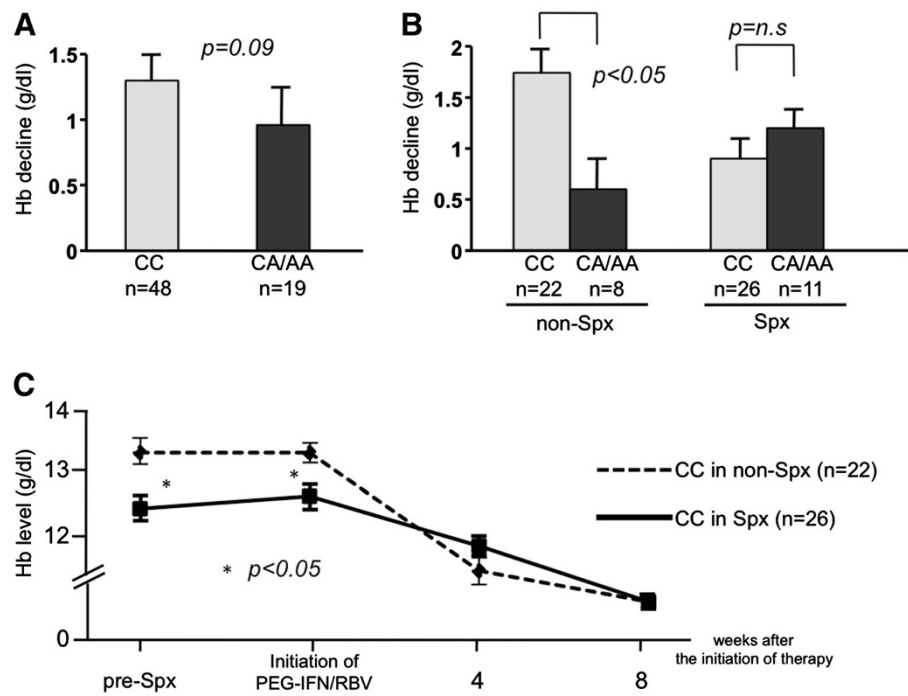 A
Hb decline (g/dl)
1.5
1
0.5
0
p=0.09
CC
CA/AA
n=48
n=19
B
Hb decline (g/dl)
2
1.5
1
0.5
0
p<0.05
p=n.s
CC
CA/AA
CC
CA/AA
n=22
n=8
n=26
n=11
non-Spx
Spx
C
Hb level (g/dl)
14
13
12
0
*
*
* p<0.05
CC in non-Spx (n=22)
CC in Spx (n=26)
pre-Spx
Initiation of
PEG-IFN/RBV
4
8
weeks after
the initiation of therapy